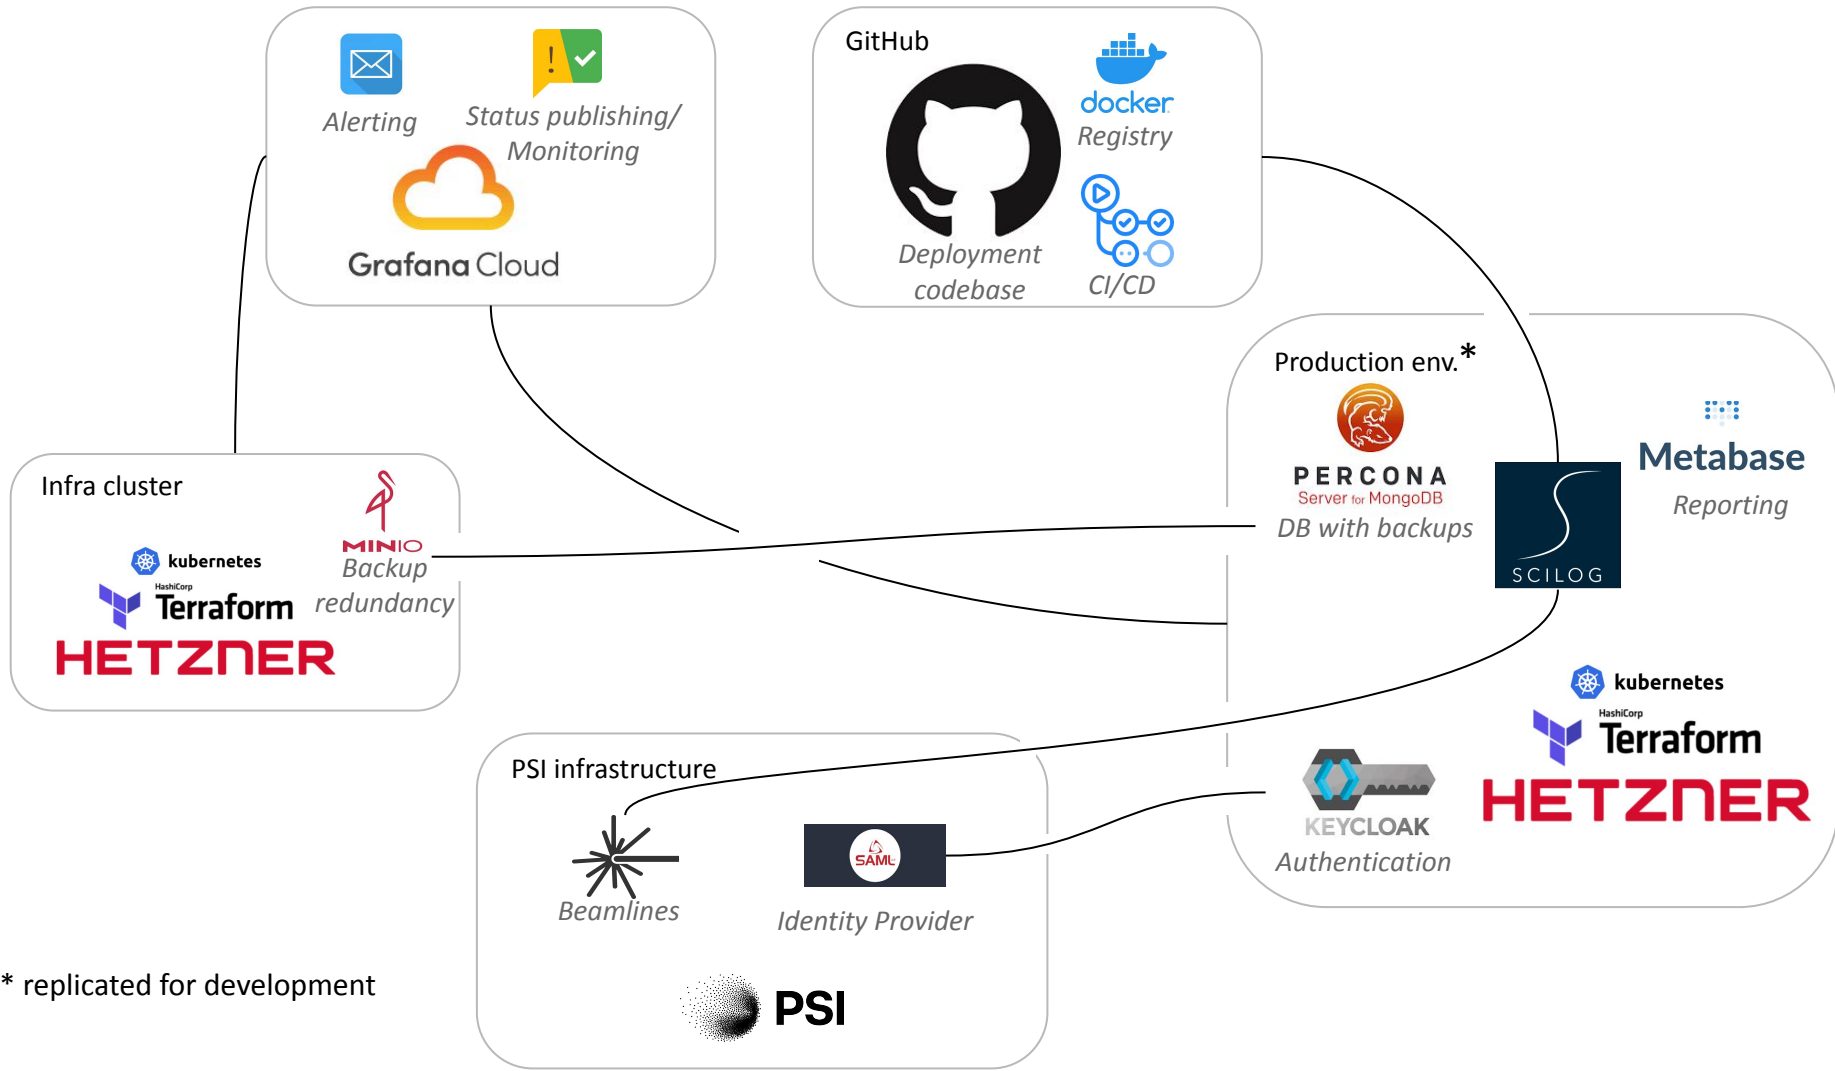 Alerting
Status publishing/
Monitoring
Grafana Cloud
GitHub
docker
Registry
Deployment
codebase
CI/CD
Production env.*
PERCONA
Server for MongoDB
DB with backups
SCILOG
Metabase
Reporting
kubernetes
HashiCorp
Terraform
HETZNER
KEYCLOAK
Authentication
Infra cluster
MINIO
Backup
redundancy
kubernetes
HashiCorp
Terraform
HETZNER
PSI infrastructure
Beamlines
SAML
Identity Provider
PSI
* replicated for development